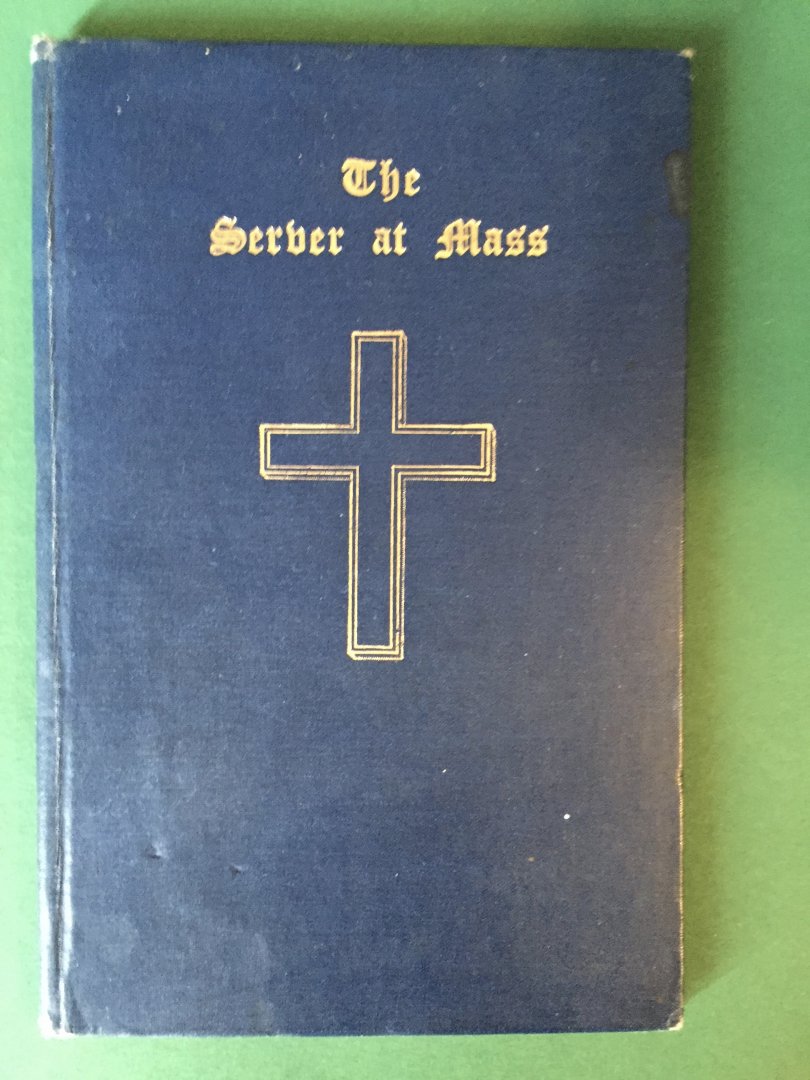 The
Server at Mass